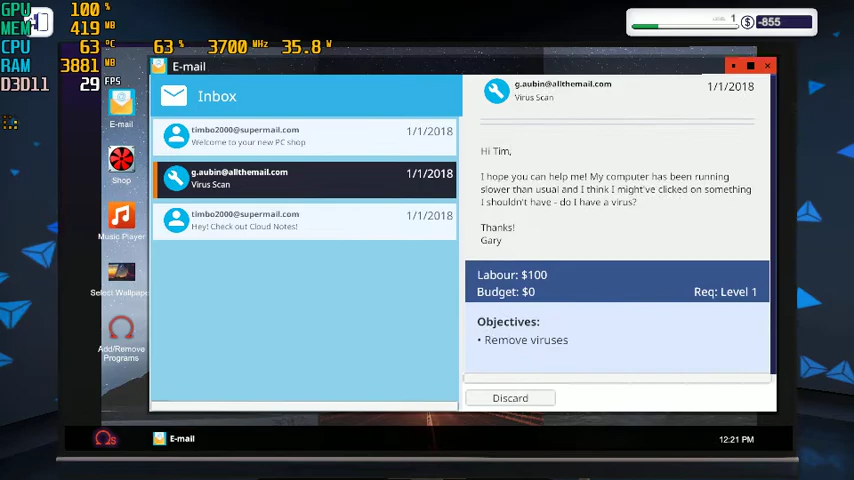 GPU 100 %
MEM 419 MB
CPU 63 °C 63 % 3700 MHz 35.8 W
RAM 3881 MB
D3D11 29 FPS
1
$ -855
E-mail
Inbox
timbo2000@supermail.com 1/1/2018
Welcome to your new PC shop
g.aubin@allthemail.com 1/1/2018
Virus Scan
timbo2000@supermail.com 1/1/2018
Hey! Check out Cloud Notes!
g.aubin@allthemail.com 1/1/2018
Virus Scan
Hi Tim,
I hope you can help me! My computer has been running
slower than usual and I think I might've clicked on something
I shouldn't have - do I have a virus?
Thanks!
Gary
Labour: $100
Budget: $0 Req: Level 1
Objectives:
• Remove viruses
Discard
E-mail
Shop
Music Player
Select Wallpape
Add/Remove
Programs
Ωs E-mail 12:21 PM